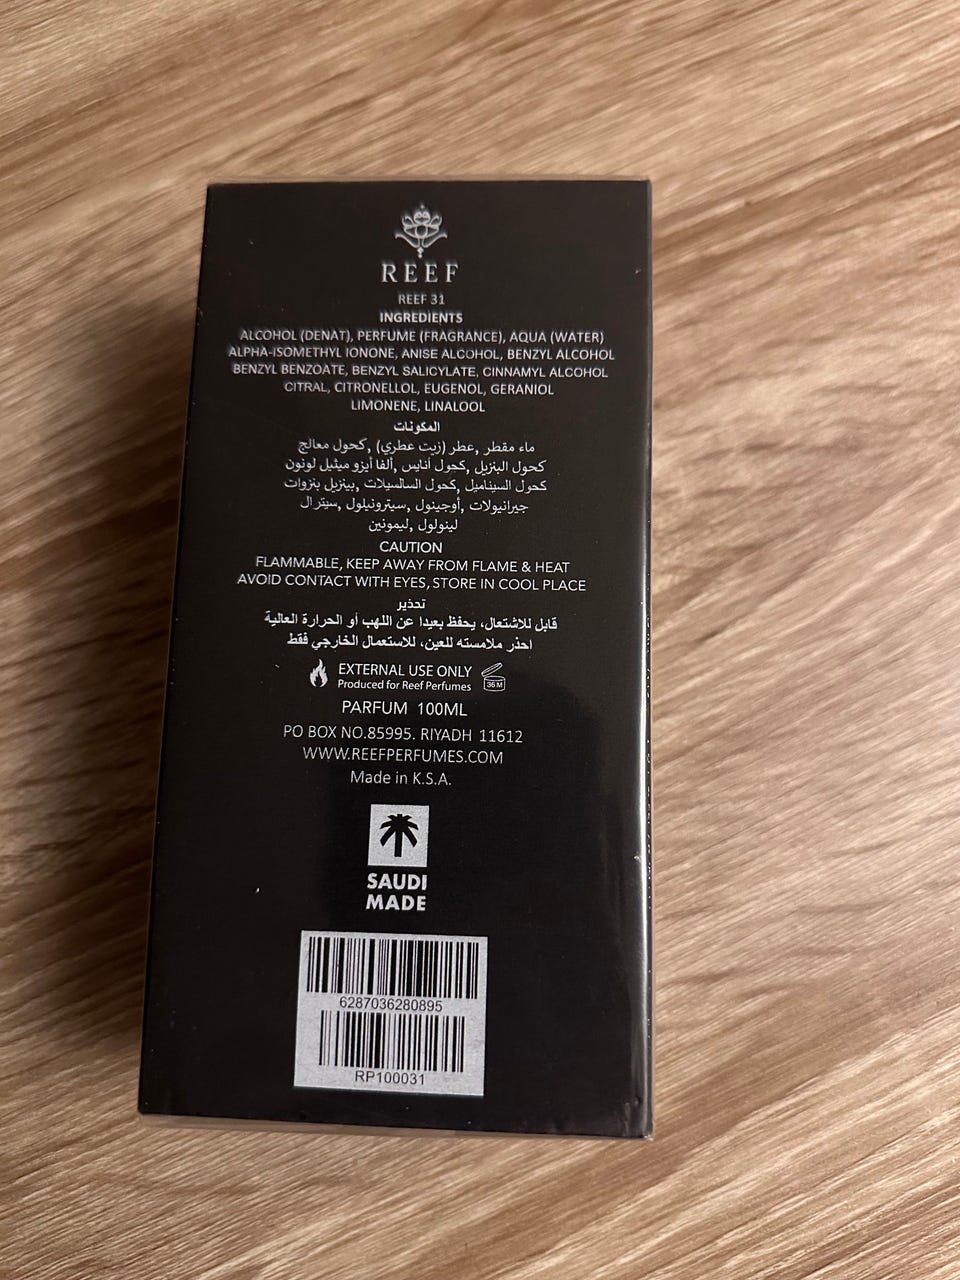 REEF
REEF 31
INGREDIENTS
ALCOHOL (DENAT), PERFUME (FRAGRANCE), AQUA (WATER)
ALPHA-ISOMETHYL IONONE, ANISE ALCOHOL, BENZYL ALCOHOL
BENZYL BENZOATE, BENZYL SALICYLATE, CINNAMYL ALCOHOL
CITRAL, CITRONELLOL, EUGENOL, GERANIOL
LIMONENE, LINALOOL
المكونات
ماء مقطر ,عطر (زيت عطري) ,كحول معالج
كحول البنزيل ,كحول أنايس ,ألفا أيزو ميثيل لونون
كحول السيناميل ,كحول السالسيلات ,بينزيل بنزوات
جيرانيولات ,أوجينول ,سيترونيلول ,سيترال
لينولول ,ليمونين
CAUTION
FLAMMABLE, KEEP AWAY FROM FLAME & HEAT
AVOID CONTACT WITH EYES, STORE IN COOL PLACE
تحذير
قابل للاشتعال، يحفظ بعيدا عن اللهب أو الحرارة العالية
احذر ملامسته للعين، للاستعمال الخارجي فقط
EXTERNAL USE ONLY
Produced for Reef Perfumes
36 M
PARFUM 100ML
PO BOX NO.85995. RIYADH 11612
WWW.REEFPERFUMES.COM
Made in K.S.A.
SAUDI
MADE
6287036280895
RP100031